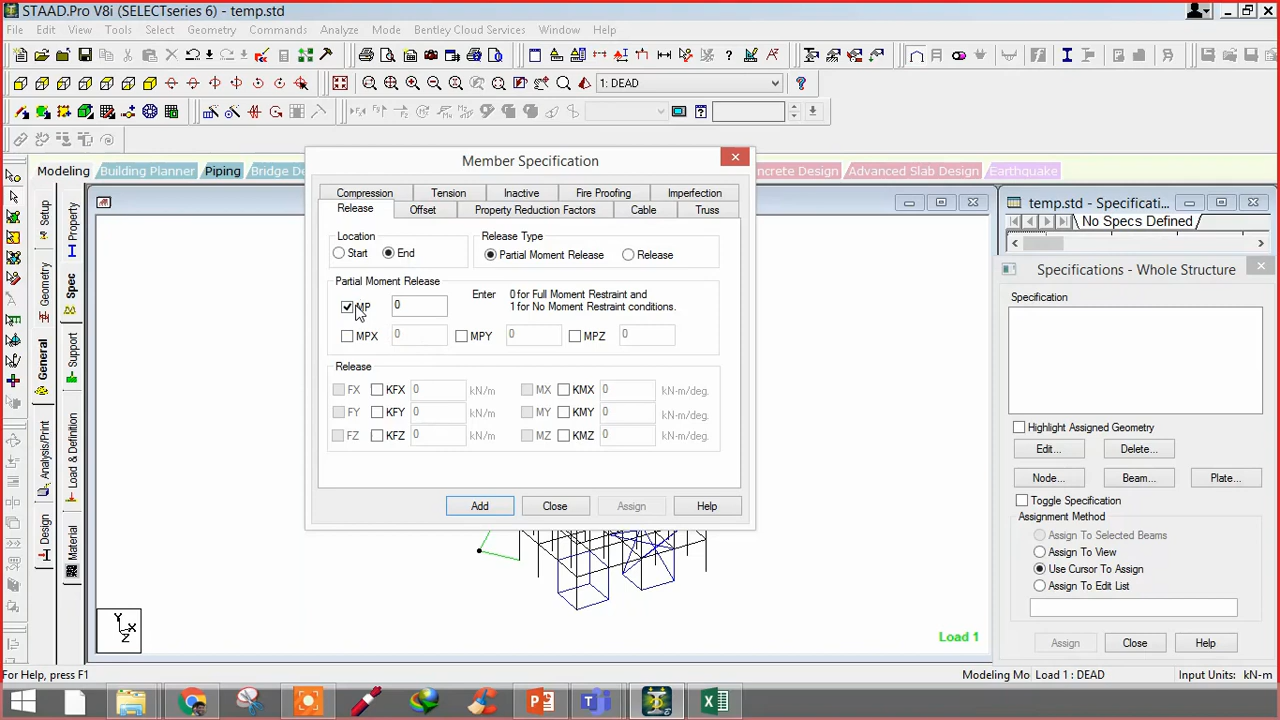 STAAD.Pro V8i (SELECTseries 6) - temp.std
File Edit View Tools Select Geometry Commands Analyze Mode Bentley Cloud Services Window Help
1: DEAD
Modeling Building Planner Piping Bridge De oncrete Design Advanced Slab Design Earthquake
Member Specification
Compression Tension Inactive Fire Proofing Imperfection
Release Offset Property Reduction Factors Cable Truss
Location
Start End
Release Type
Partial Moment Release Release
Partial Moment Release
MP 0
Enter 0 for Full Moment Restraint and
1 for No Moment Restraint conditions.
MPX 0 MPY 0 MPZ 0
Release
FX KFX 0 kN/m MX KMX 0 kN-m/deg.
FY KFY 0 kN/m MY KMY 0 kN-m/deg.
FZ KFZ 0 kN/m MZ KMZ 0 kN-m/deg.
Add Close Assign Help
Setup
Geometry
General
Analysis/Print
Design
Property
Spec
Support
Load & Definition
Material
Y
X
Z
Load 1
temp.std - Specificati...
No Specs Defined
Specifications - Whole Structure
Specification
Highlight Assigned Geometry
Edit... Delete...
Node... Beam... Plate...
Toggle Specification
Assignment Method
Assign To Selected Beams
Assign To View
Use Cursor To Assign
Assign To Edit List
Assign Close Help
For Help, press F1
Modeling Mo Load 1 : DEAD Input Units: kN-m